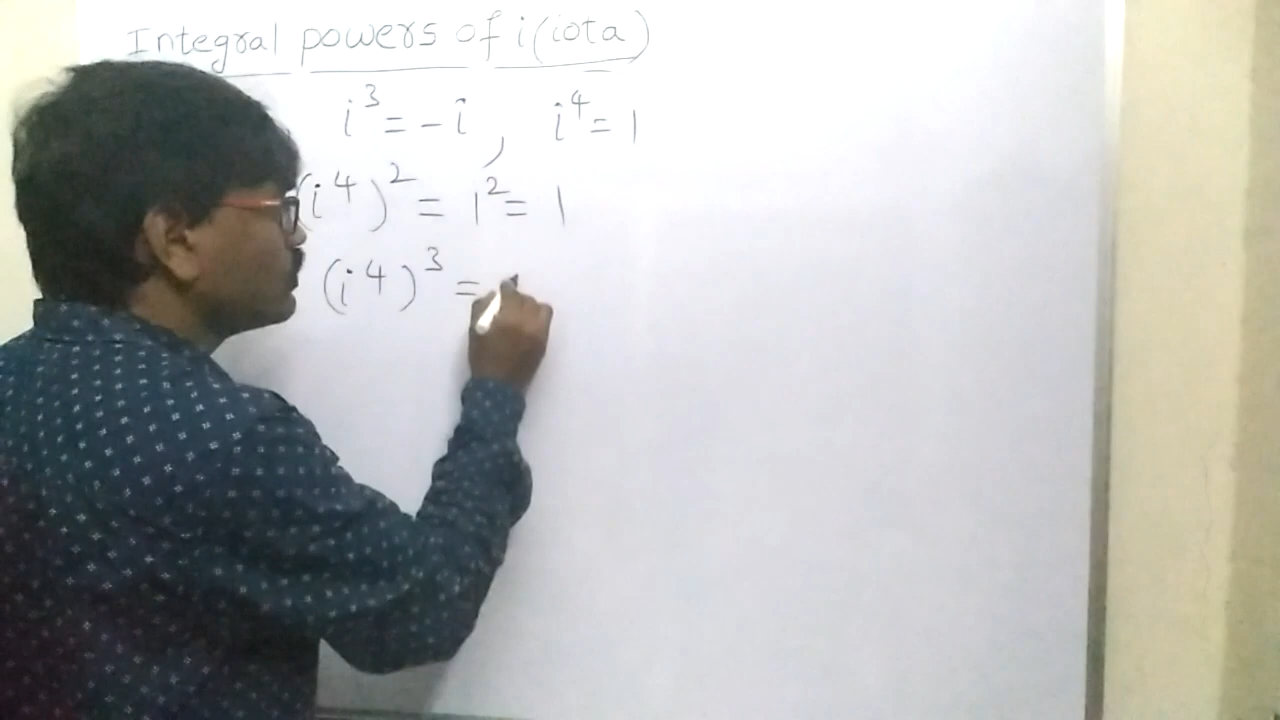 Integral powers of i (iota)
i³ = -i , i⁴ = 1
(i⁴)² = 1² = 1
(i⁴)³ =